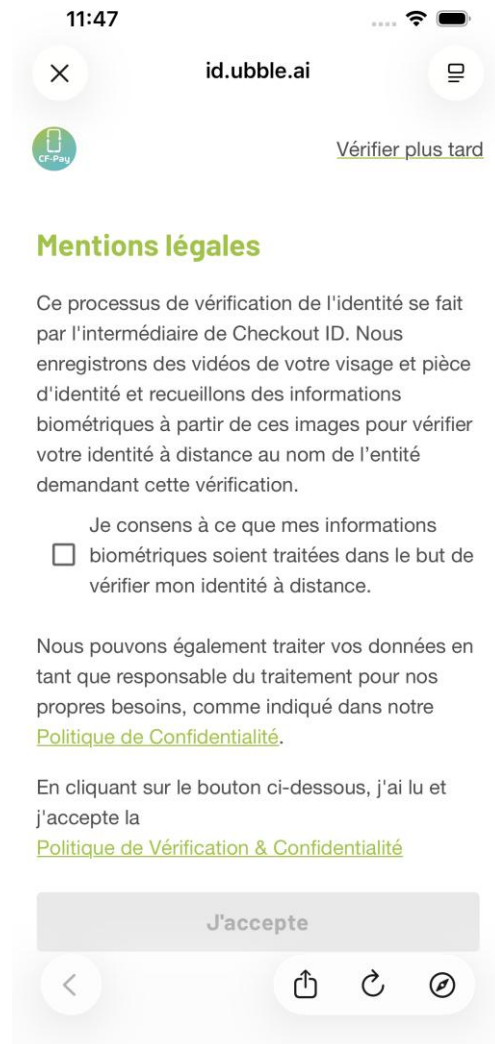 11:47
id.ubble.ai
CF-Pay
Vérifier plus tard
Mentions légales
Ce processus de vérification de l'identité se fait
par l'intermédiaire de Checkout ID. Nous
enregistrons des vidéos de votre visage et pièce
d'identité et recueillons des informations
biométriques à partir de ces images pour vérifier
votre identité à distance au nom de l’entité
demandant cette vérification.
Je consens à ce que mes informations
biométriques soient traitées dans le but de
vérifier mon identité à distance.
Nous pouvons également traiter vos données en
tant que responsable du traitement pour nos
propres besoins, comme indiqué dans notre
Politique de Confidentialité.
En cliquant sur le bouton ci-dessous, j'ai lu et
j'accepte la
Politique de Vérification & Confidentialité
J'accepte